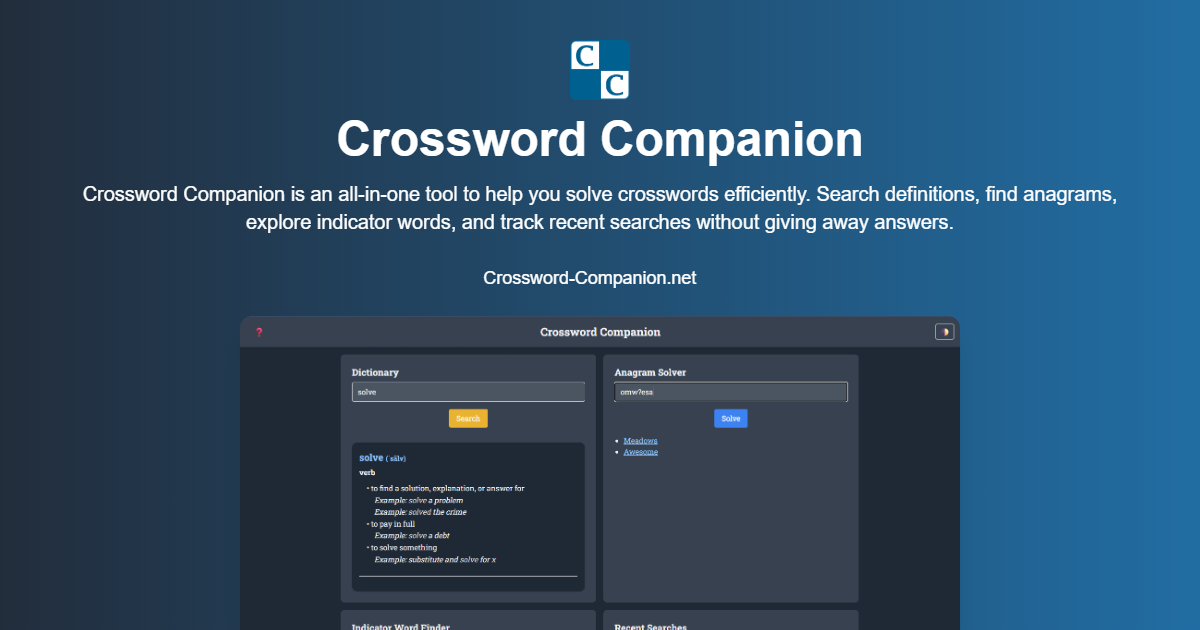 C
C
Crossword Companion
Crossword Companion is an all-in-one tool to help you solve crosswords efficiently. Search definitions, find anagrams,
explore indicator words, and track recent searches without giving away answers.
Crossword-Companion.net
?
Crossword Companion
Dictionary
solve
Search
solve ( ˈsälv)
verb
• to find a solution, explanation, or answer for
Example: solve a problem
Example: solved the crime
• to pay in full
Example: solve a debt
• to solve something
Example: substitute and solve for x
Anagram Solver
omw?esa
Solve
• Meadows
• Awesome
Indicator Word Finder
Recent Searches